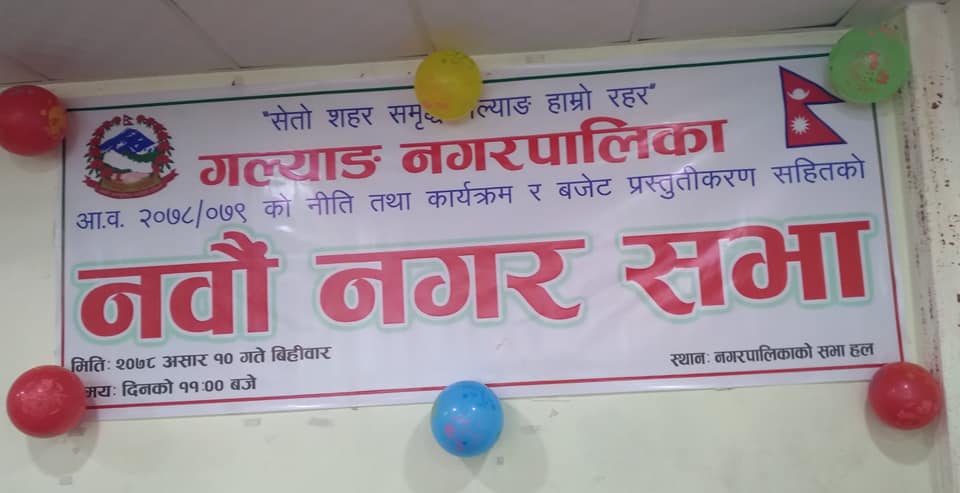 "सेतो शहर हाम्रो रहर"
गल्याङ नगरपालिका
आ.व. २०७८/०७९ को नीति तथा कार्यक्रम र बजेट प्रस्तुतीकरण सहितको
नवौं नगर सभा
मितिः २०७८ असार १० गते बिहीवार
स्थानः नगरपालिकाको सभा हल
दिनको ११:०० बजे